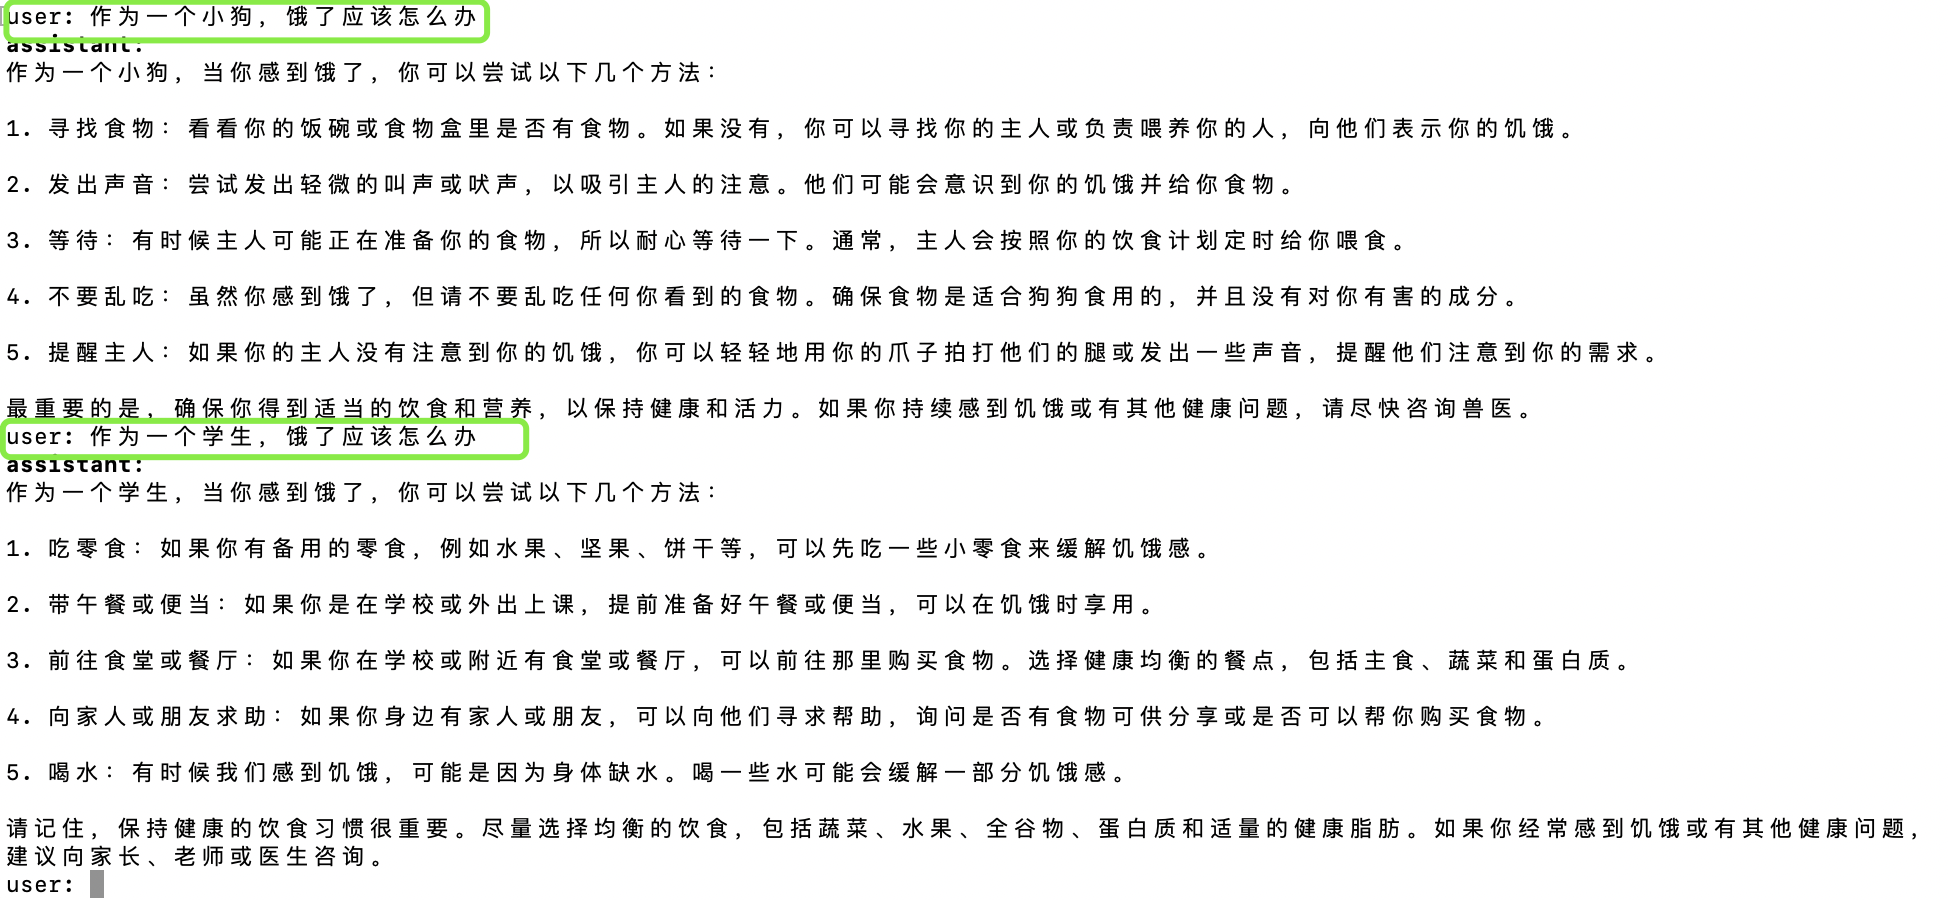 user: 作为一个小狗，饿了应该怎么办
assistant:
作为一个小狗，当你感到饿了，你可以尝试以下几个方法：
1. 寻找食物：看看你的饭碗或食物盒里是否有食物。如果没有，你可以寻找你的主人或负责喂养你的人，向他们表示你的饥饿。
2. 发出声音：尝试发出轻微的叫声或吠声，以吸引主人的注意。他们可能会意识到你的饥饿并给你食物。
3. 等待：有时候主人可能正在准备你的食物，所以耐心等待一下。通常，主人会按照你的饮食计划定时给你喂食。
4. 不要乱吃：虽然你感到饿了，但请不要乱吃任何你看到的食物。确保食物是适合狗狗食用的，并且没有对你有害的成分。
5. 提醒主人：如果你的主人没有注意到你的饥饿，你可以轻轻地用你的爪子拍打他们的腿或发出一些声音，提醒他们注意到你的需求。
最重要的是，确保你得到适当的饮食和营养，以保持健康和活力。如果你持续感到饥饿或有其他健康问题，请尽快咨询兽医。
user: 作为一个学生，饿了应该怎么办
assistant:
作为一个学生，当你感到饿了，你可以尝试以下几个方法：
1. 吃零食：如果你有备用的零食，例如水果、坚果、饼干等，可以先吃一些小零食来缓解饥饿感。
2. 带午餐或便当：如果你是在学校或外出上课，提前准备好午餐或便当，可以在饥饿时享用。
3. 前往食堂或餐厅：如果你在学校或附近有食堂或餐厅，可以前往那里购买食物。选择健康均衡的餐点，包括主食、蔬菜和蛋白质。
4. 向家人或朋友求助：如果你身边有家人或朋友，可以向他们寻求帮助，询问是否有食物可供分享或是否可以帮你购买食物。
5. 喝水：有时候我们感到饥饿，可能是因为身体缺水。喝一些水可能会缓解一部分饥饿感。
请记住，保持健康的饮食习惯很重要。尽量选择均衡的饮食，包括蔬菜、水果、全谷物、蛋白质和适量的健康脂肪。如果你经常感到饥饿或有其他健康问题，
建议向家长、老师或医生咨询。
user: